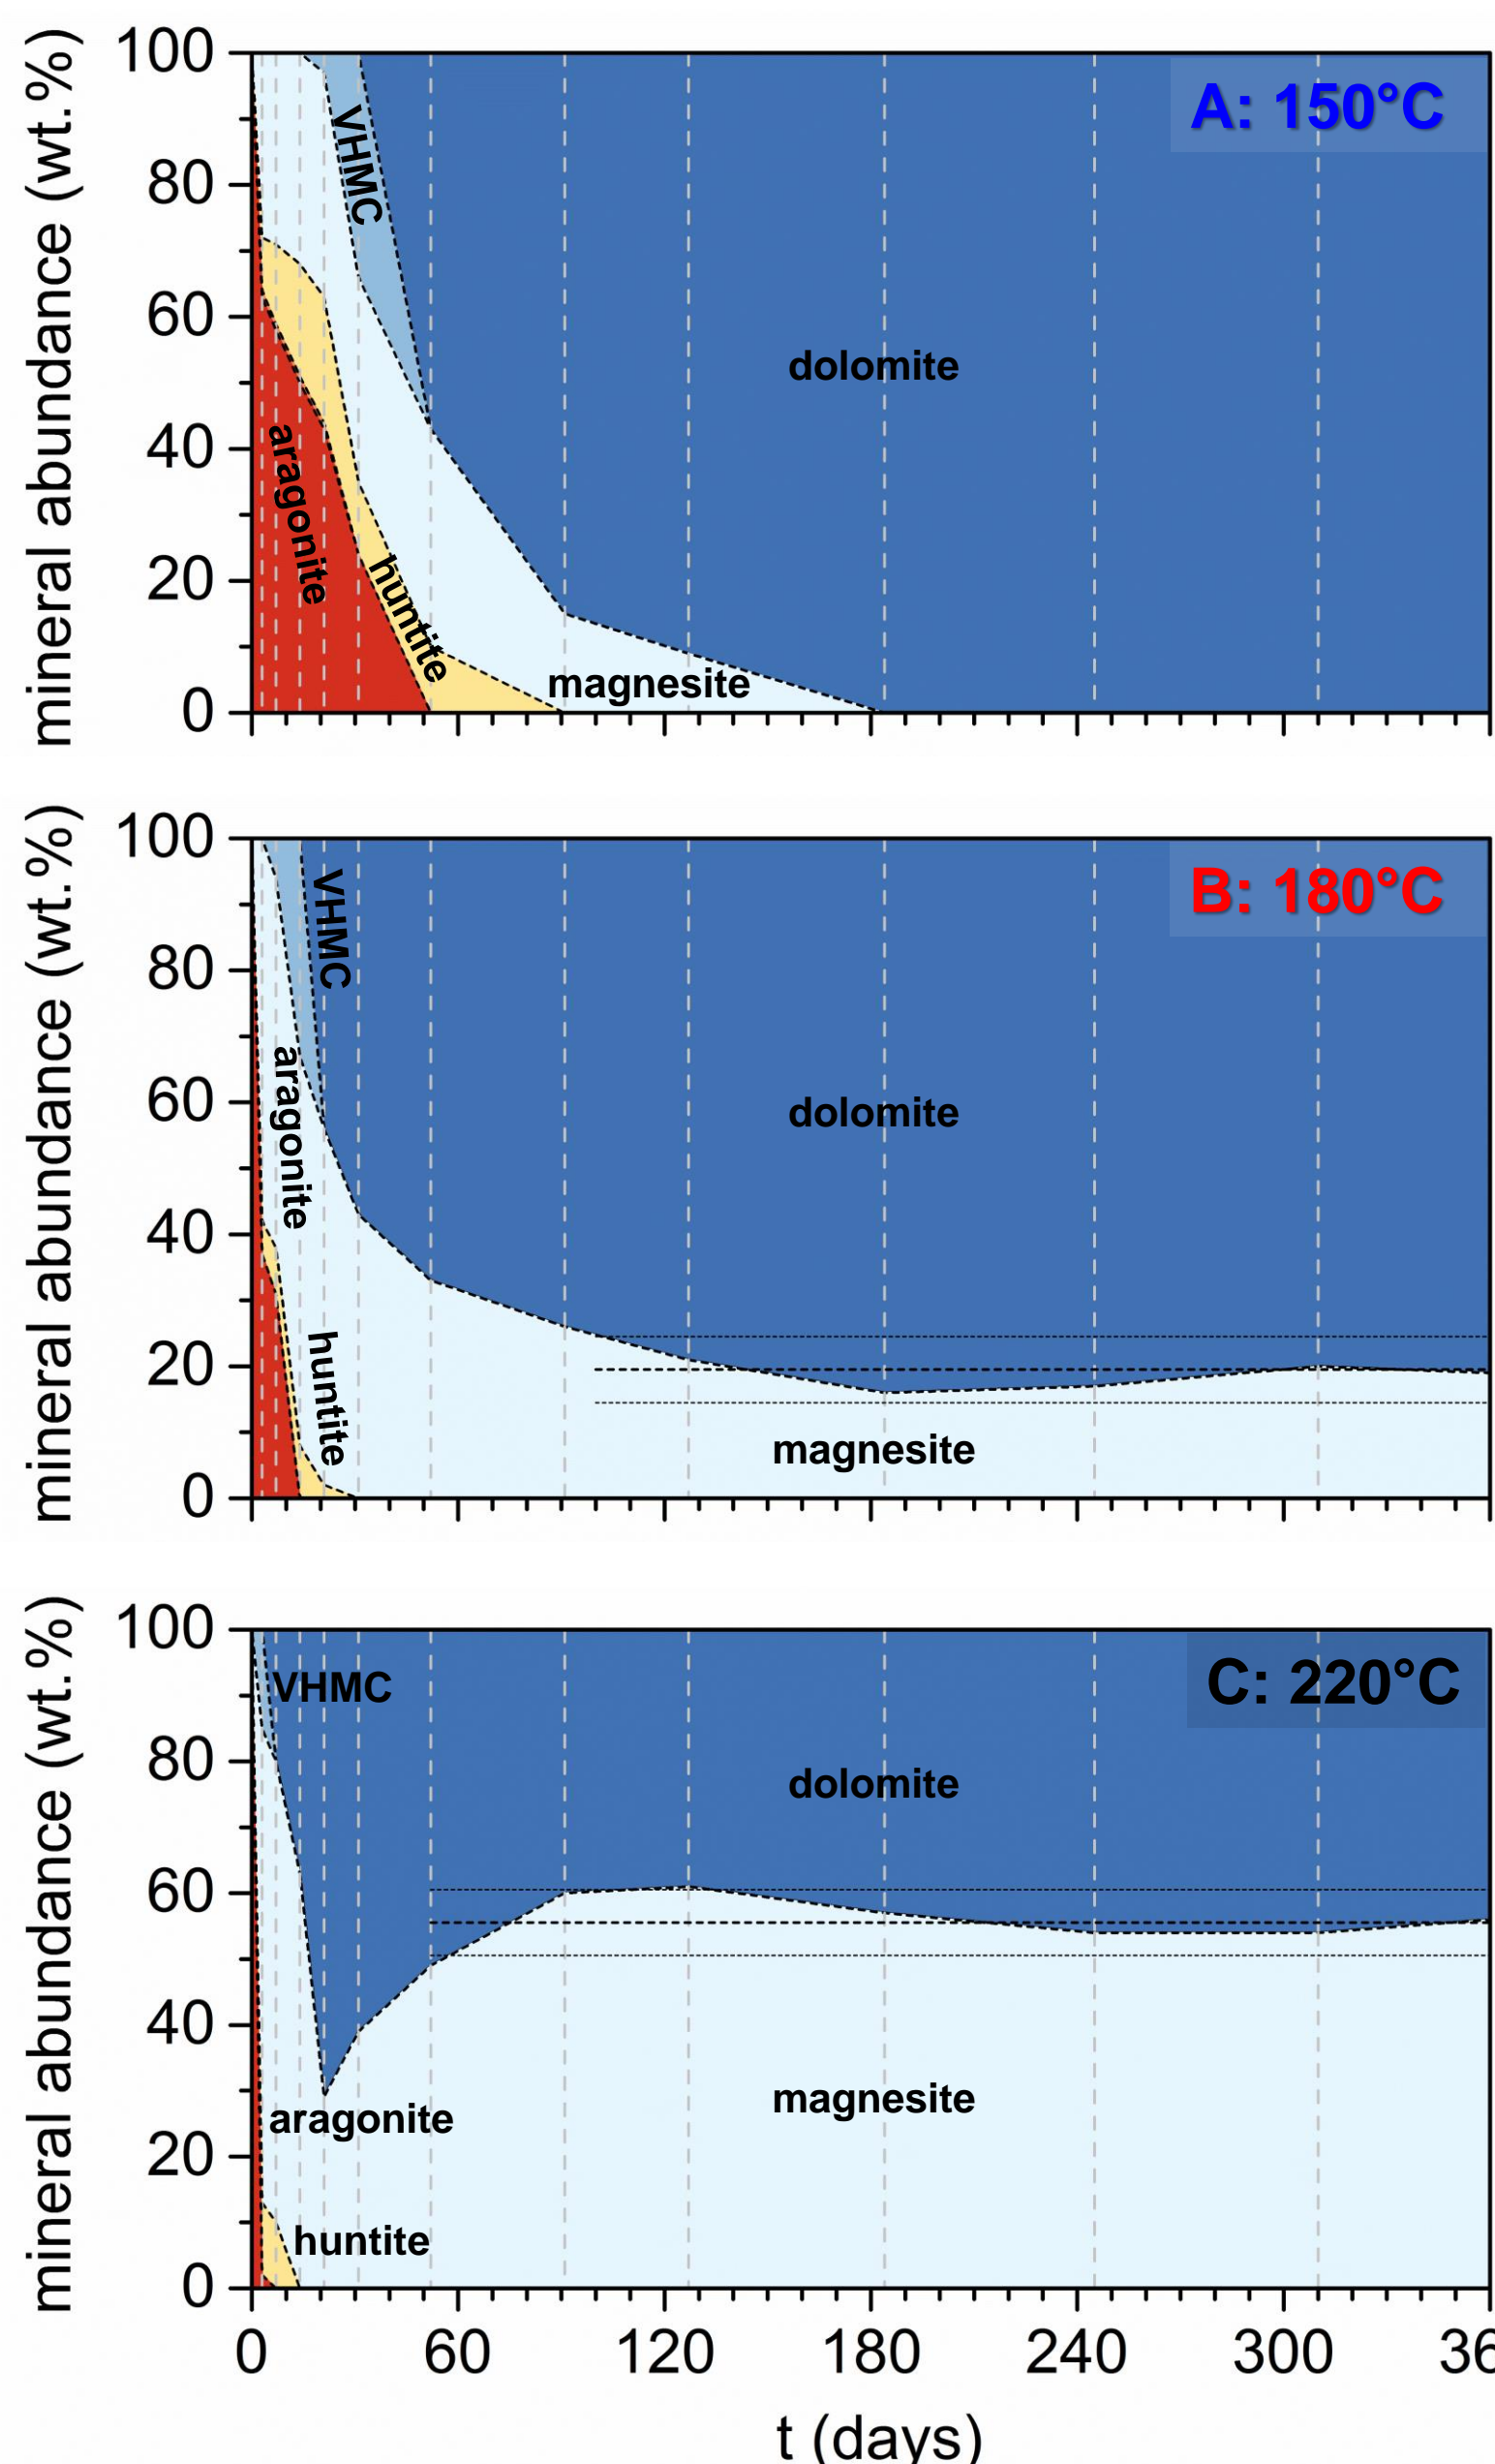 mineral abundance (wt.%)
100
80
60
40
20
0
A: 150°C
VHMC
aragonite
huntite
magnesite
dolomite
mineral abundance (wt.%)
100
80
60
40
20
0
B: 180°C
VHMC
aragonite
huntite
dolomite
magnesite
mineral abundance (wt.%)
100
80
60
40
20
0
C: 220°C
VHMC
dolomite
aragonite
magnesite
huntite
0 60 120 180 240 300 36
t (days)